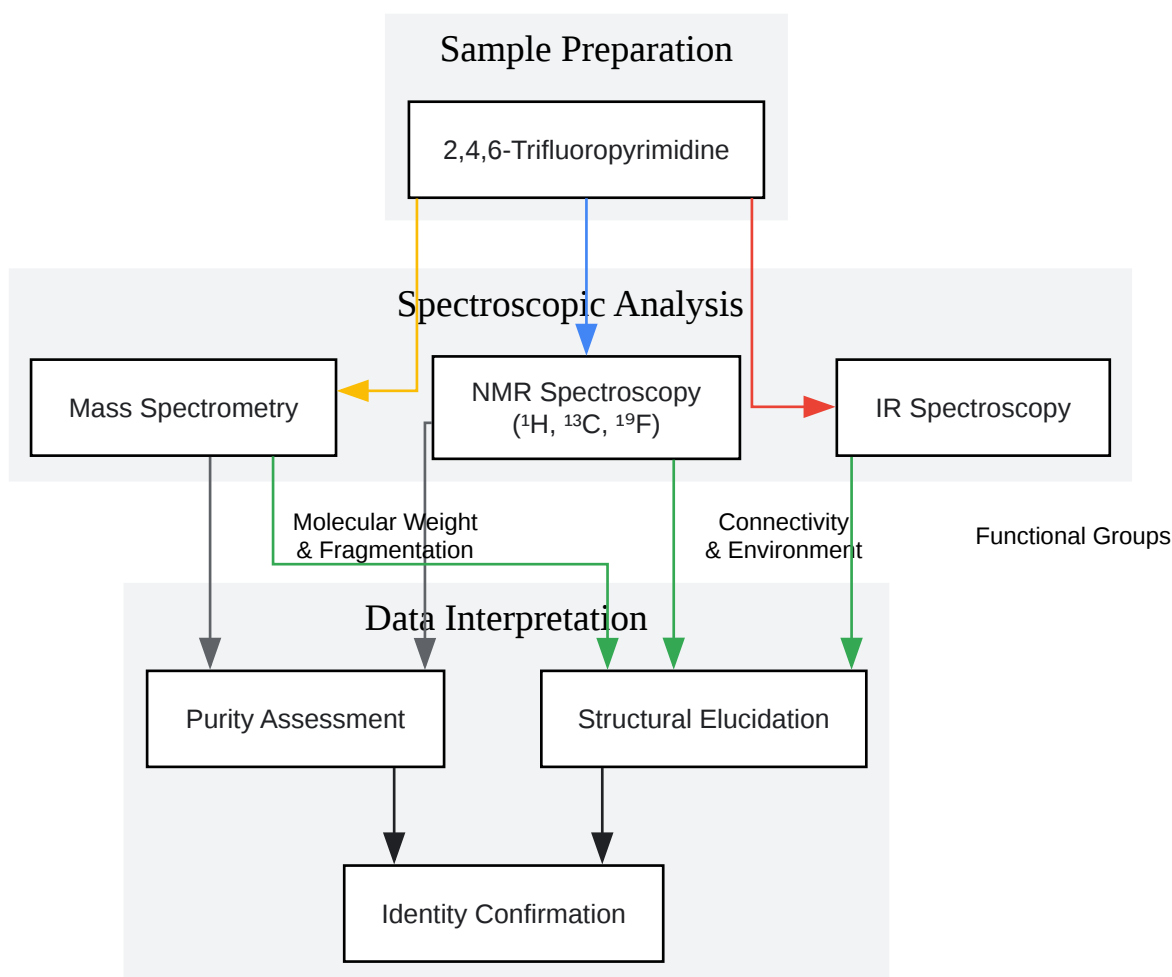 Sample Preparation
2,4,6-Trifluoropyrimidine
Spectroscopic Analysis
Mass Spectrometry
NMR Spectroscopy
(¹H, ¹³C, ¹⁹F)
IR Spectroscopy
Molecular Weight
& Fragmentation
Connectivity
& Environment
Functional Groups
Data Interpretation
Purity Assessment
Structural Elucidation
Identity Confirmation